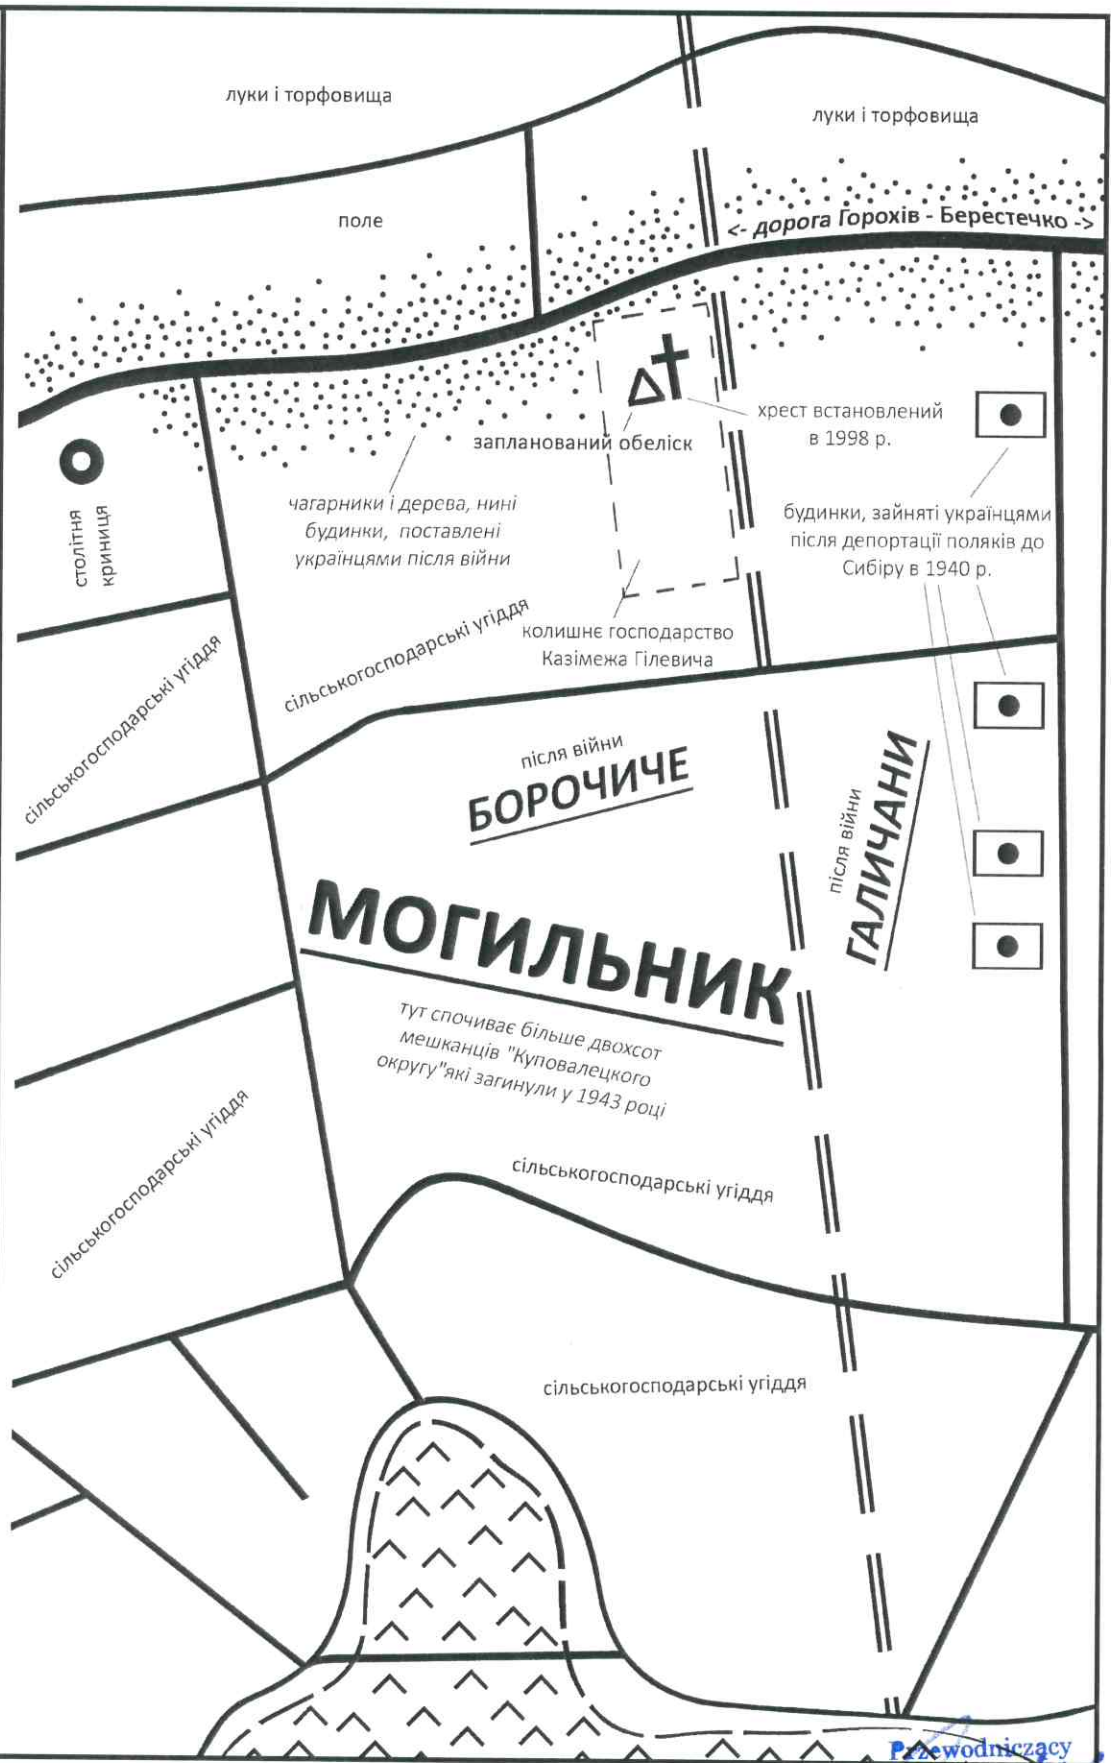 луки і торфовища
луки і торфовища
поле
<- дорога Горохів - Берестечко ->
хрест встановлений
в 1998 р.
запланований обеліск
чагарники і дерева, нині
будинки, поставлені
українцями після війни
столітня
криниця
будинки, зайняті українцями
після депортації поляків до
Сибіру в 1940 р.
колишнє господарство
Казімежа Гілевича
сільськогосподарські угіддя
сільськогосподарські угіддя
після війни
БОРОЧИЧЕ
після війни
ГАЛИЧАНИ
МОГИЛЬНИК
тут спочиває більше двохсот
мешканців "Куповалецкого
округу"які загинули у 1943 році
сільськогосподарські угіддя
сільськогосподарські угіддя
сільськогосподарські угіддя
Przewodniczący